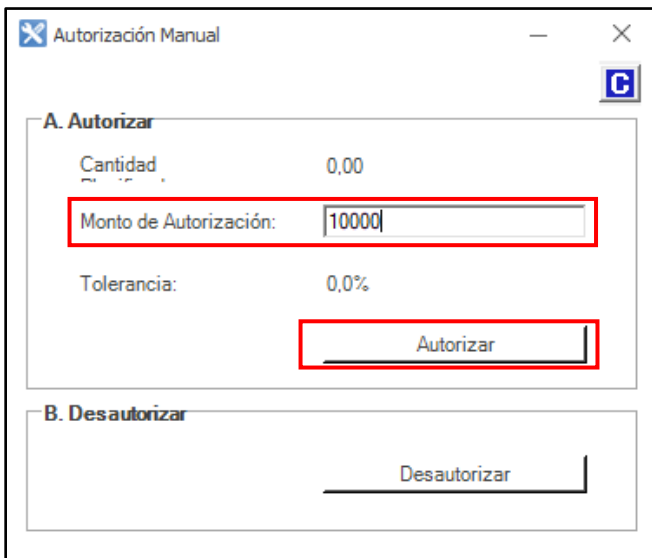 Autorización Manual
C
A. Autorizar
Cantidad 0,00
Monto de Autorización: 10000
Tolerancia: 0,0%
Autorizar
B. Desautorizar
Desautorizar